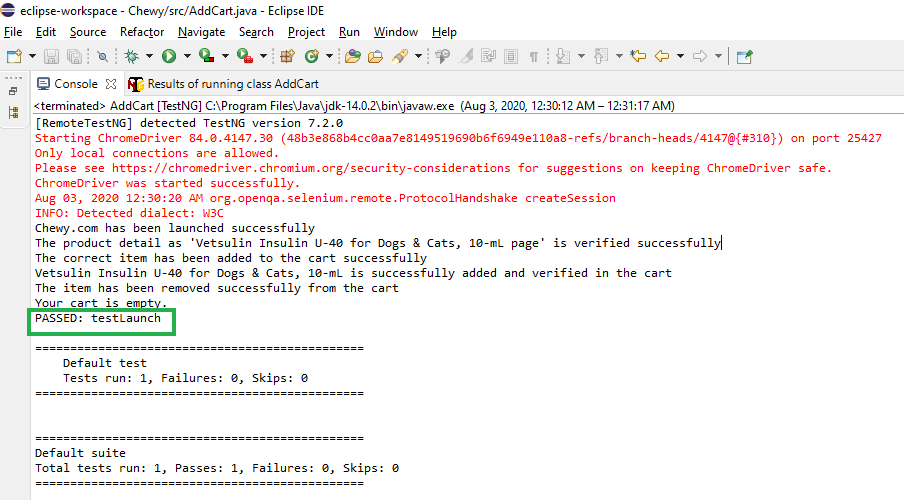 eclipse-workspace - Chewy/src/AddCart.java - Eclipse IDE
File Edit Source Refactor Navigate Search Project Run Window Help
Console Results of running class AddCart
<terminated> AddCart [TestNG] C:\Program Files\Java\jdk-14.0.2\bin\javaw.exe (Aug 3, 2020, 12:30:12 AM – 12:31:17 AM)
[RemoteTestNG] detected TestNG version 7.2.0
Starting ChromeDriver 84.0.4147.30 (48b3e868b4cc0aa7e8149519690b6f6949e110a8-refs/branch-heads/4147@{#310}) on port 25427
Only local connections are allowed.
Please see https://chromedriver.chromium.org/security-considerations for suggestions on keeping ChromeDriver safe.
ChromeDriver was started successfully.
Aug 03, 2020 12:30:20 AM org.openqa.selenium.remote.ProtocolHandshake createSession
INFO: Detected dialect: W3C
Chewy.com has been launched successfully
The product detail as 'Vetsulin Insulin U-40 for Dogs & Cats, 10-mL page' is verified successfully
The correct item has been added to the cart successfully
Vetsulin Insulin U-40 for Dogs & Cats, 10-mL is successfully added and verified in the cart
The item has been removed successfully from the cart
Your cart is empty.
PASSED: testLaunch
===============================================
Default test
Tests run: 1, Failures: 0, Skips: 0
===============================================
===============================================
Default suite
Total tests run: 1, Passes: 1, Failures: 0, Skips: 0
===============================================